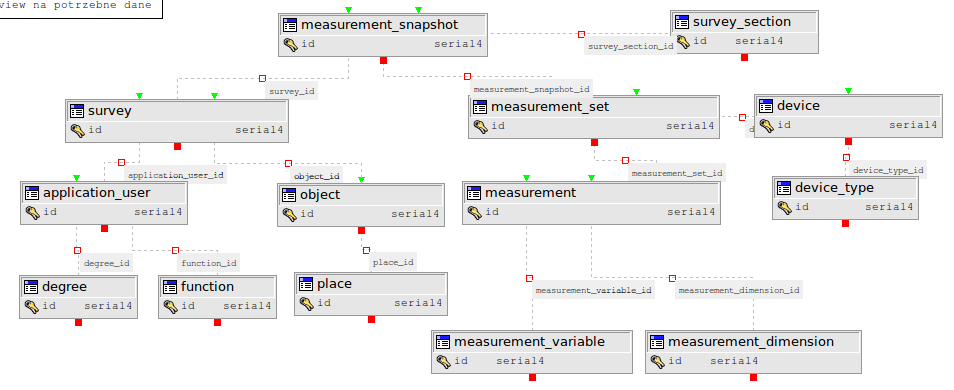 view na potrzebne dane
measurement_snapshot
id serial4
survey_section
id serial4
survey_section_id
survey_id
measurement_snapshot_id
survey
id serial4
measurement_set
id serial4
device
id serial4
application_user_id
object_id
measurement_set_id
device_type_id
application_user
id serial4
object
id serial4
measurement
id serial4
device_type
id serial4
degree_id
function_id
place_id
degree
id serial4
function
id serial4
place
id serial4
measurement_variable_id
measurement_dimension_id
measurement_variable
id serial4
measurement_dimension
id serial4